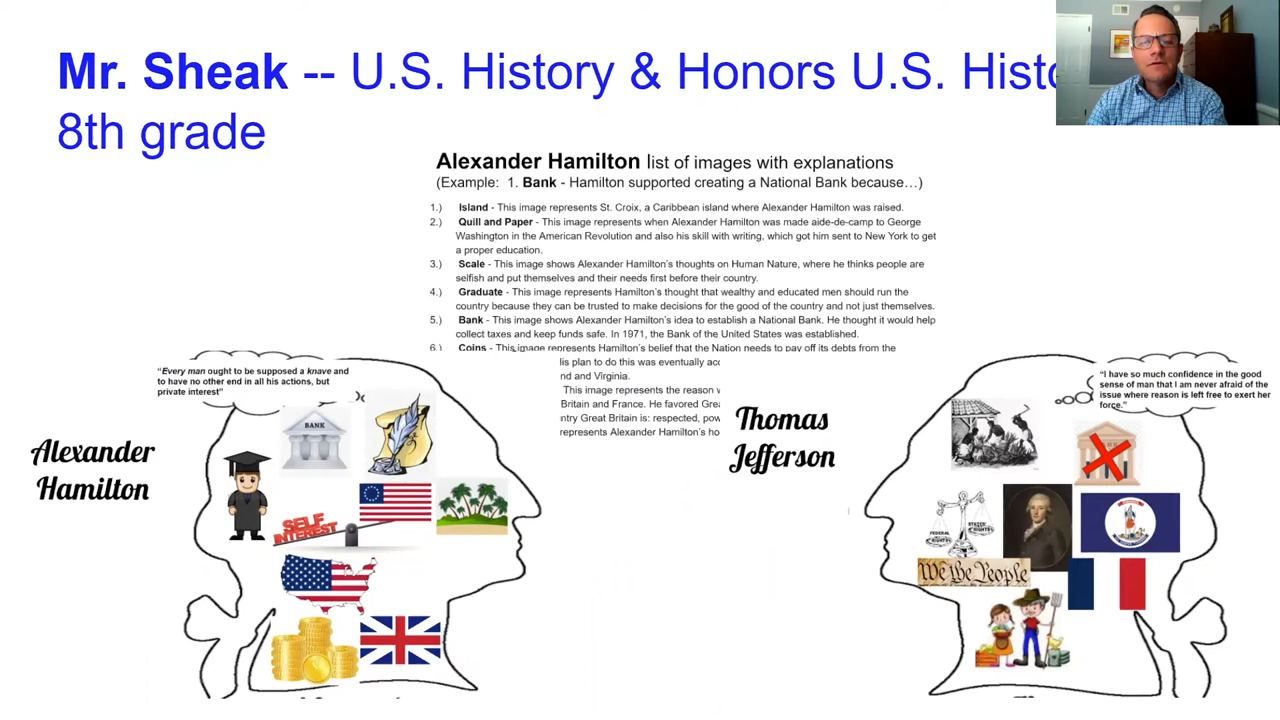 Mr. Sheak -- U.S. History & Honors U.S. Histo
8th grade
Alexander Hamilton list of images with explanations
(Example: 1. Bank - Hamilton supported creating a National Bank because…)
1.) Island - This image represents St. Croix, a Caribbean island where Alexander Hamilton was raised.
2.) Quill and Paper - This image represents when Alexander Hamilton was made aide-de-camp to George
Washington in the American Revolution and also his skill with writing, which got him sent to New York to get
a proper education.
3.) Scale - This image shows Alexander Hamilton's thoughts on Human Nature, where he thinks people are
selfish and put themselves and their needs first before their country.
4.) Graduate - This image represents Hamilton's thought that wealthy and educated men should run the
country because they can be trusted to make decisions for the good of the country and not just themselves.
5.) Bank - This image shows Alexander Hamilton's idea to establish a National Bank. He thought it would help
collect taxes and keep funds safe. In 1971, the Bank of the United States was established.
6.) Coins - This image represents Hamilton's belief that the Nation needs to pay off its debts from the
lis plan to do this was eventually acc
nd and Virginia.
This image represents the reason
Britain and France. He favored Grea
ntry Great Britain is: respected, pow
represents Alexander Hamilton's ho
"Every man ought to be supposed a knave and
to have no other end in all his actions, but
private interest"
Alexander
Hamilton
BANK
SELF
INTEREST
Thomas
Jefferson
"I have so much confidence in the good
sense of man that I am never afraid of the
issue where reason is left free to exert her
force."
FEDERAL
RIGHTS
STATES
RIGHTS
We the People